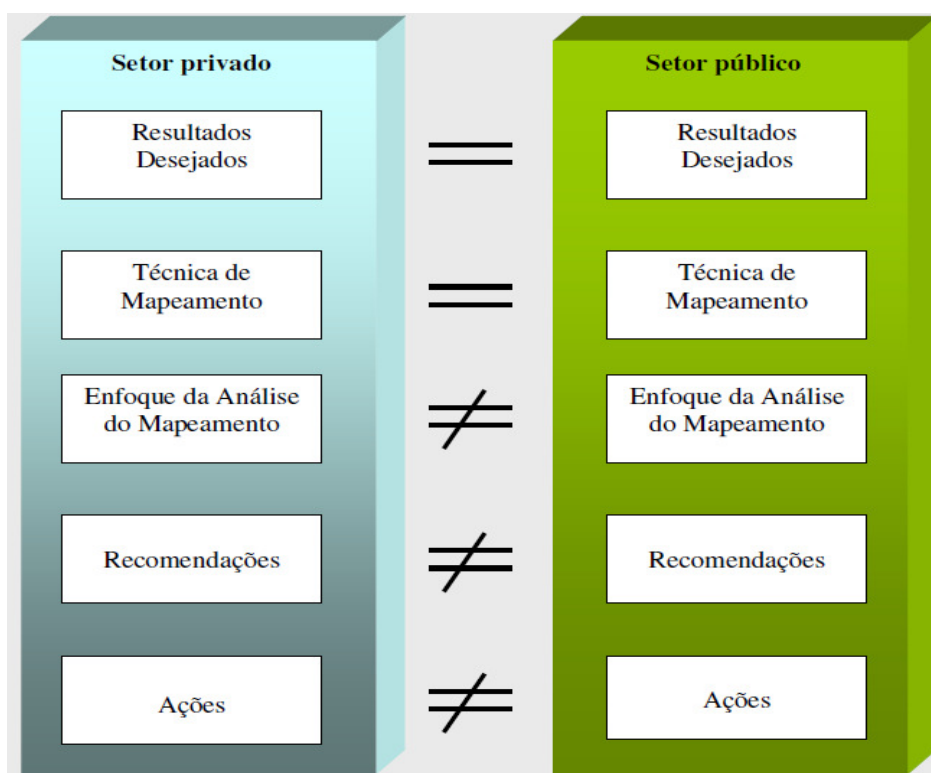 Setor privado
Setor público
Resultados
Desejados
=
Resultados
Desejados
Técnica de
Mapeamento
=
Técnica de
Mapeamento
Enfoque da Análise
do Mapeamento
≠
Enfoque da Análise
do Mapeamento
Recomendações
≠
Recomendações
Ações
≠
Ações